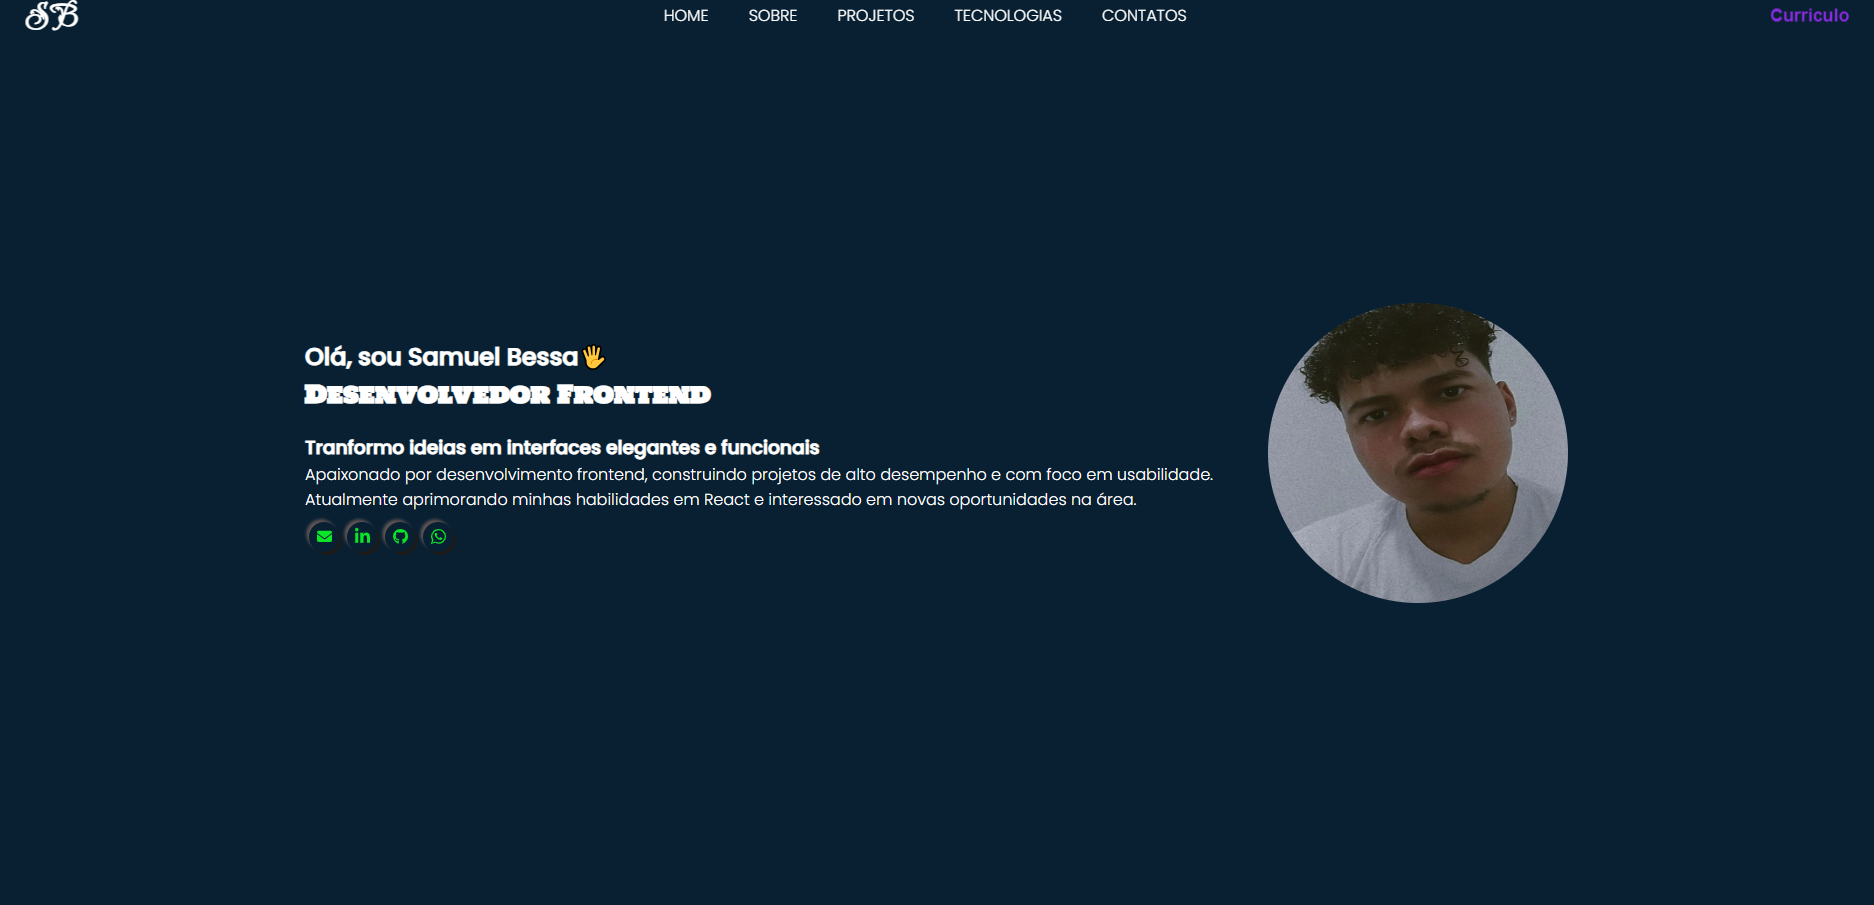 SB
HOME SOBRE PROJETOS TECNOLOGIAS CONTATOS
Curriculo
Olá, sou Samuel Bessa🖐
Desenvolvedor Frontend
Tranformo ideias em interfaces elegantes e funcionais
Apaixonado por desenvolvimento frontend, construindo projetos de alto desempenho e com foco em usabilidade.
Atualmente aprimorando minhas habilidades em React e interessado em novas oportunidades na área.
in